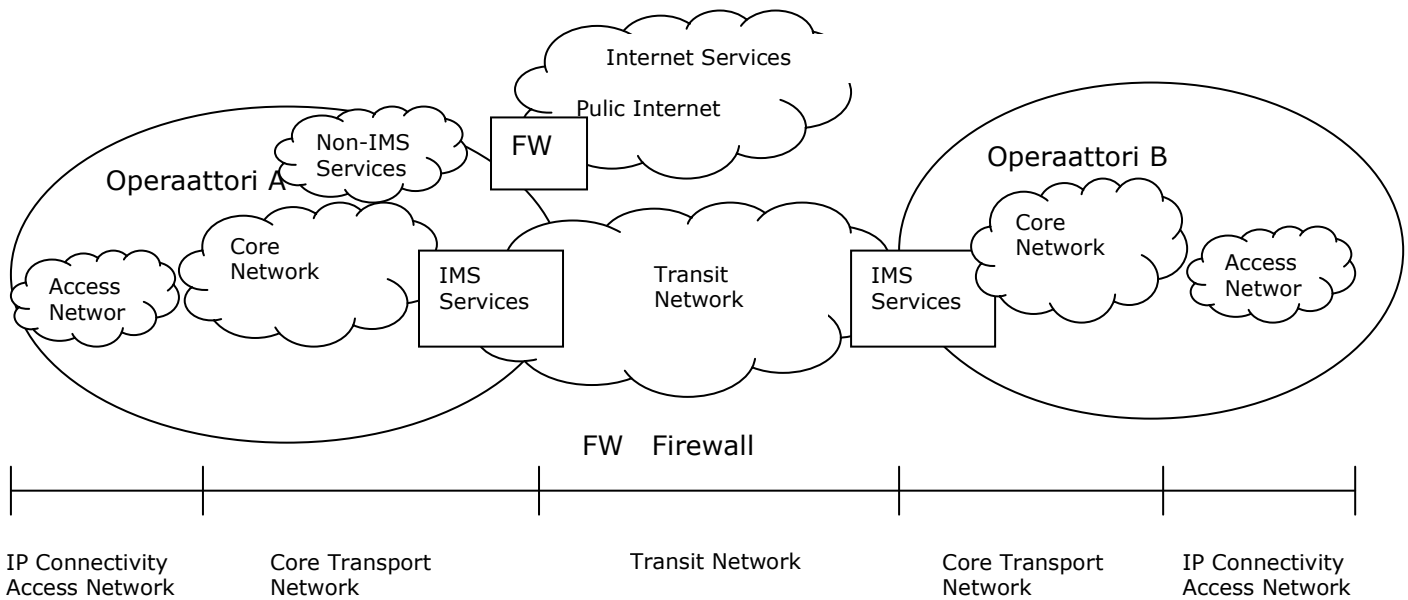 Internet Services
Pulic Internet
FW
Non-IMS
Services
Operaattori A
Operaattori B
Core
Network
Access
Networ
IMS
Services
Transit
Network
IMS
Services
Core
Network
Access
Networ
FW Firewall
IP Connectivity
Access Network
Core Transport
Network
Transit Network
Core Transport
Network
IP Connectivity
Access Network